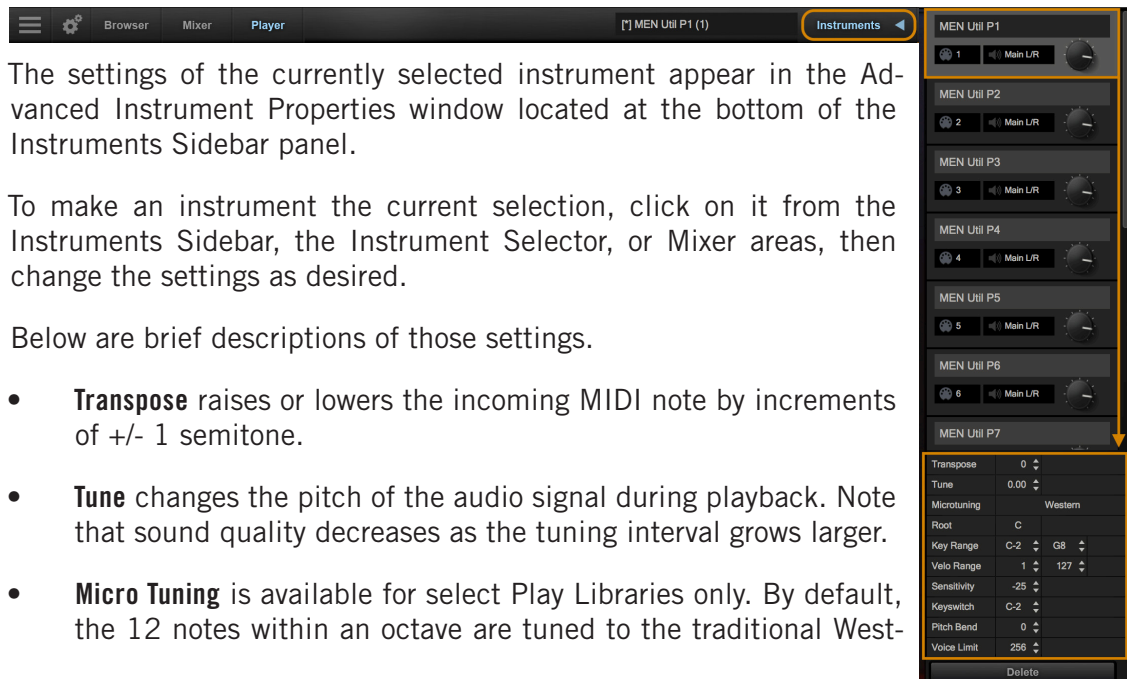 Browser Mixer Player [*] MEN Util P1 (1) Instruments
The settings of the currently selected instrument appear in the Ad-
vanced Instrument Properties window located at the bottom of the
Instruments Sidebar panel.
To make an instrument the current selection, click on it from the
Instruments Sidebar, the Instrument Selector, or Mixer areas, then
change the settings as desired.
Below are brief descriptions of those settings.
• Transpose raises or lowers the incoming MIDI note by increments
of +/- 1 semitone.
• Tune changes the pitch of the audio signal during playback. Note
that sound quality decreases as the tuning interval grows larger.
• Micro Tuning is available for select Play Libraries only. By default,
the 12 notes within an octave are tuned to the traditional West-
MEN Util P1
1 Main L/R
MEN Util P2
2 Main L/R
MEN Util P3
3 Main L/R
MEN Util P4
4 Main L/R
MEN Util P5
5 Main L/R
MEN Util P6
6 Main L/R
MEN Util P7
Transpose 0
Tune 0.00
Microtuning Western
Root C
Key Range C-2 G8
Velo Range 1 127
Sensitivity -25
Keyswitch C-2
Pitch Bend 0
Voice Limit 256
Delete